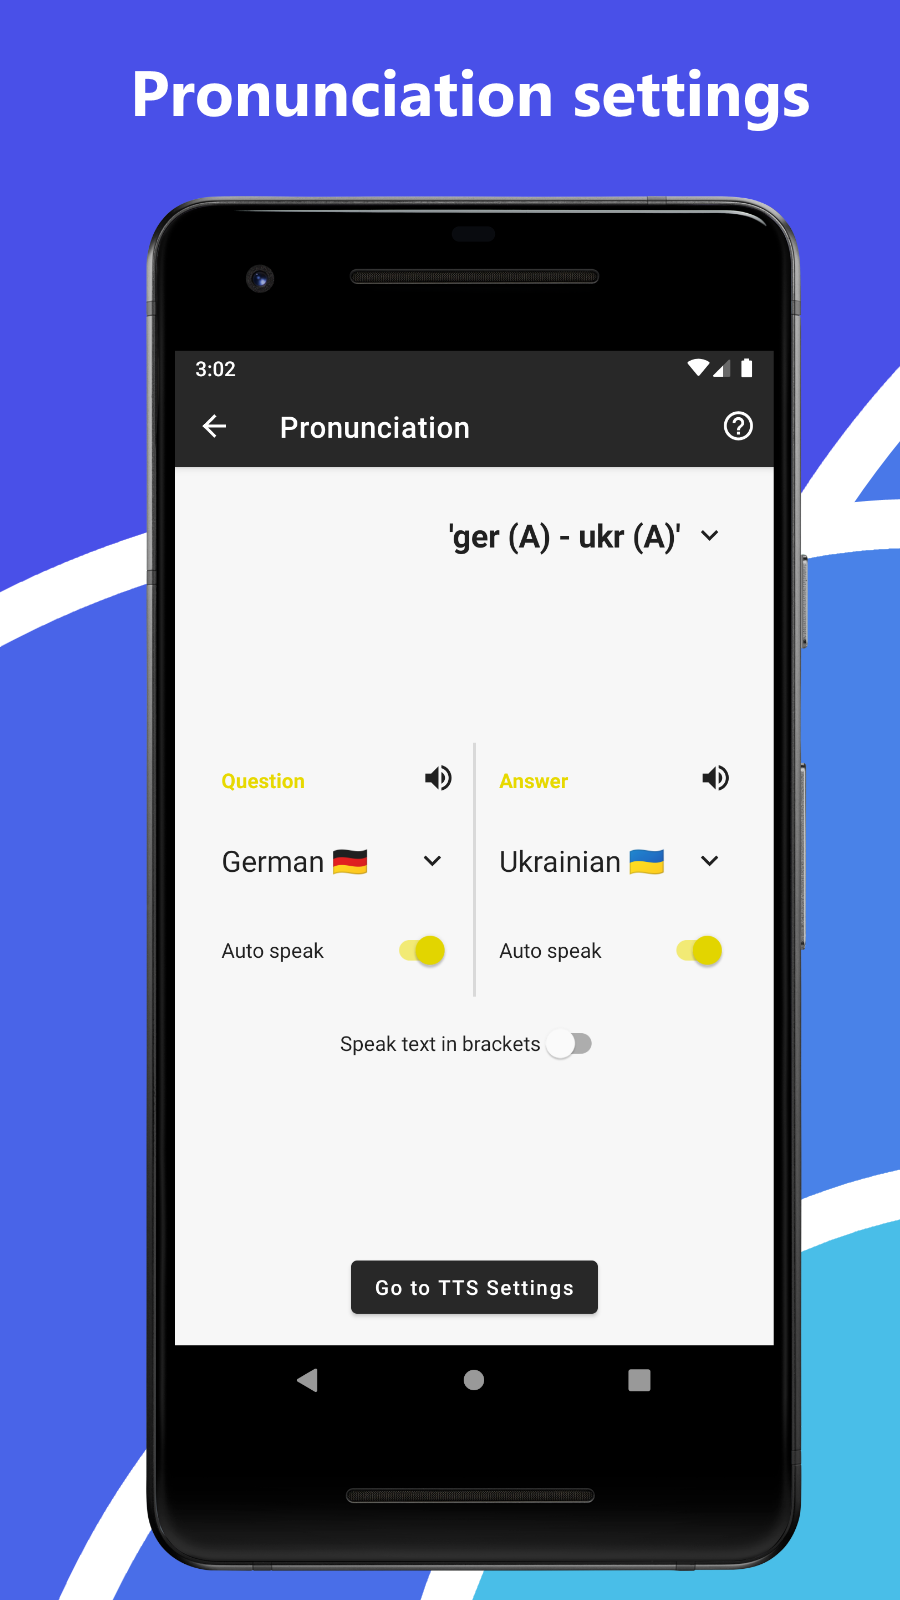 Pronunciation settings
3:02
Pronunciation
'ger (A) - ukr (A)'
Question
Answer
German
Ukrainian
Auto speak
Auto speak
Speak text in brackets
Go to TTS Settings